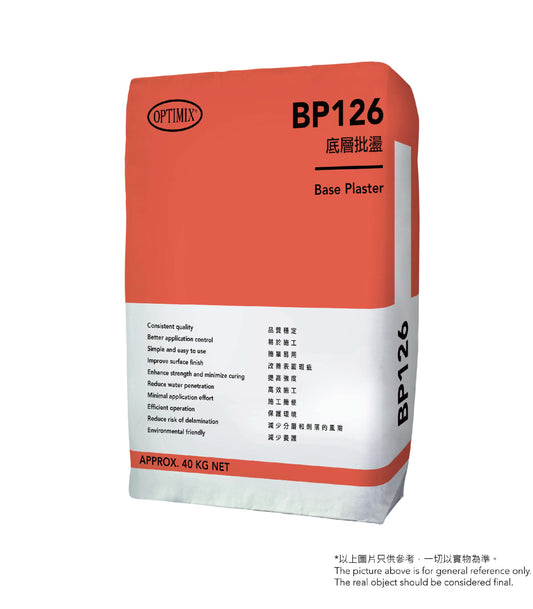 OPTIMIX®
BP126
底層批盪
Base Plaster
Consistent quality
Better application control
Simple and easy to use
Improve surface finish
Enhance strength and minimize curing
Reduce water penetration
Minimal application effort
Efficient operation
Reduce risk of delamination
Environmental friendly
品質穩定
易於施工
簡單易用
改善表面瑕疵
提高強度
高效施工
施工簡便
保護環境
減少分層和剝落的風險
減少養護
APPROX. 40 KG NET
BP126
*以上圖片只供參考，一切以實物為準。
The picture above is for general reference only.
The real object should be considered final.